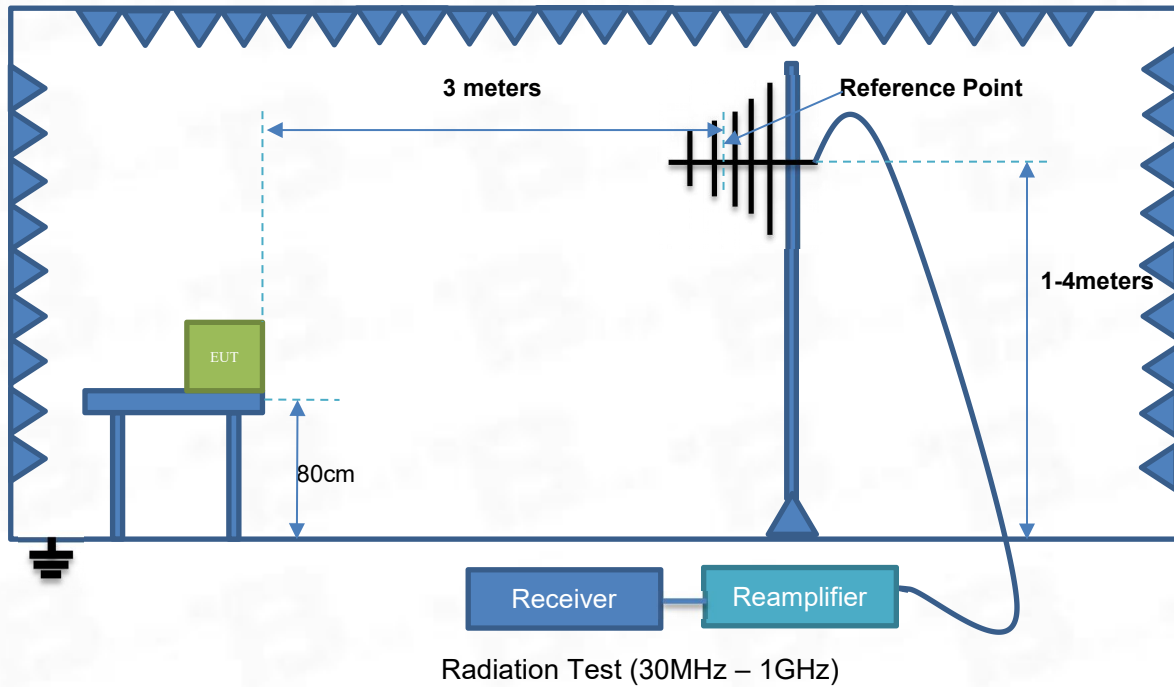 3 meters
Reference Point
1-4meters
EUT
80cm
Receiver
Reamplifier
Radiation Test (30MHz – 1GHz)